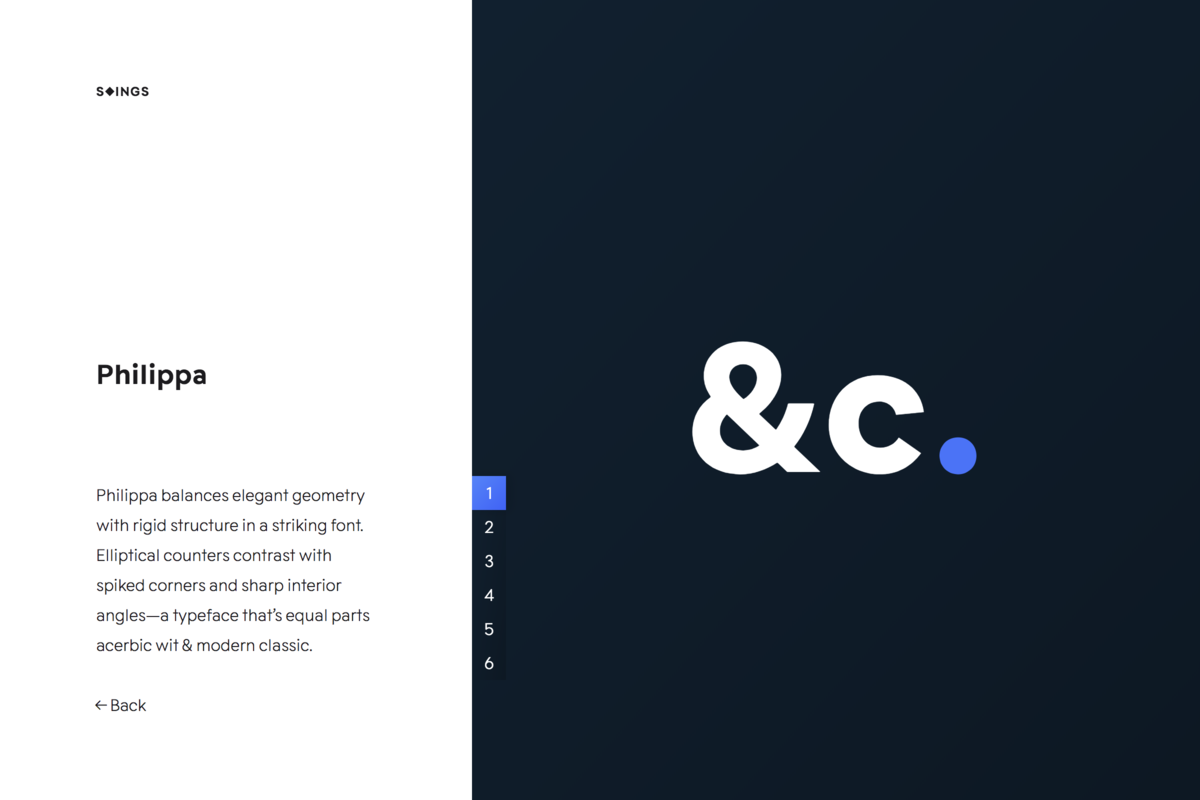 S◆INGS
Philippa
Philippa balances elegant geometry
with rigid structure in a striking font.
Elliptical counters contrast with
spiked corners and sharp interior
angles—a typeface that’s equal parts
acerbic wit & modern classic.
← Back
1
2
3
4
5
6
&c.